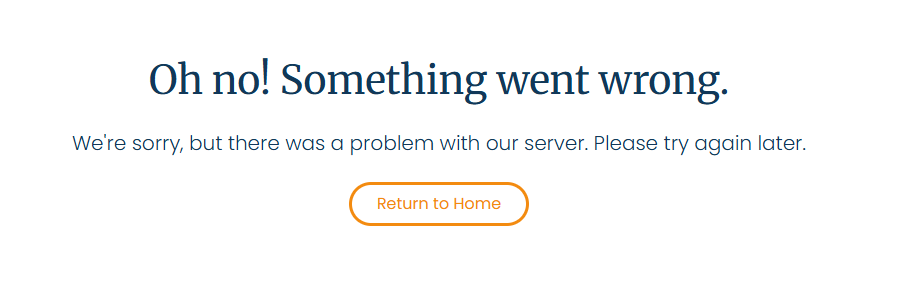 Oh no! Something went wrong.
We're sorry, but there was a problem with our server. Please try again later.
Return to Home